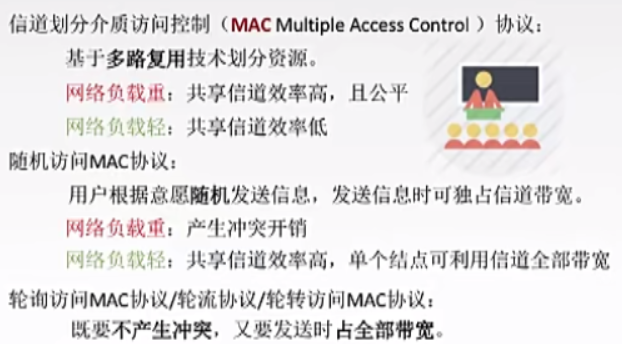 信道划分介质访问控制（MAC Multiple Access Control ）协议：
基于多路复用技术划分资源。
网络负载重：共享信道效率高，且公平
网络负载轻：共享信道效率低
随机访问MAC协议：
用户根据意愿随机发送信息，发送信息时可独占信道带宽。
网络负载重：产生冲突开销
网络负载轻：共享信道效率高，单个结点可利用信道全部带宽
轮询访问MAC协议/轮流协议/轮转访问MAC协议：
既要不产生冲突，又要发送时占全部带宽。